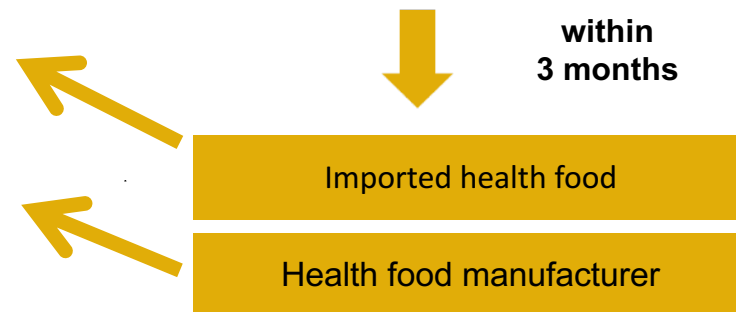 within
3 months
Imported health food
Health food manufacturer